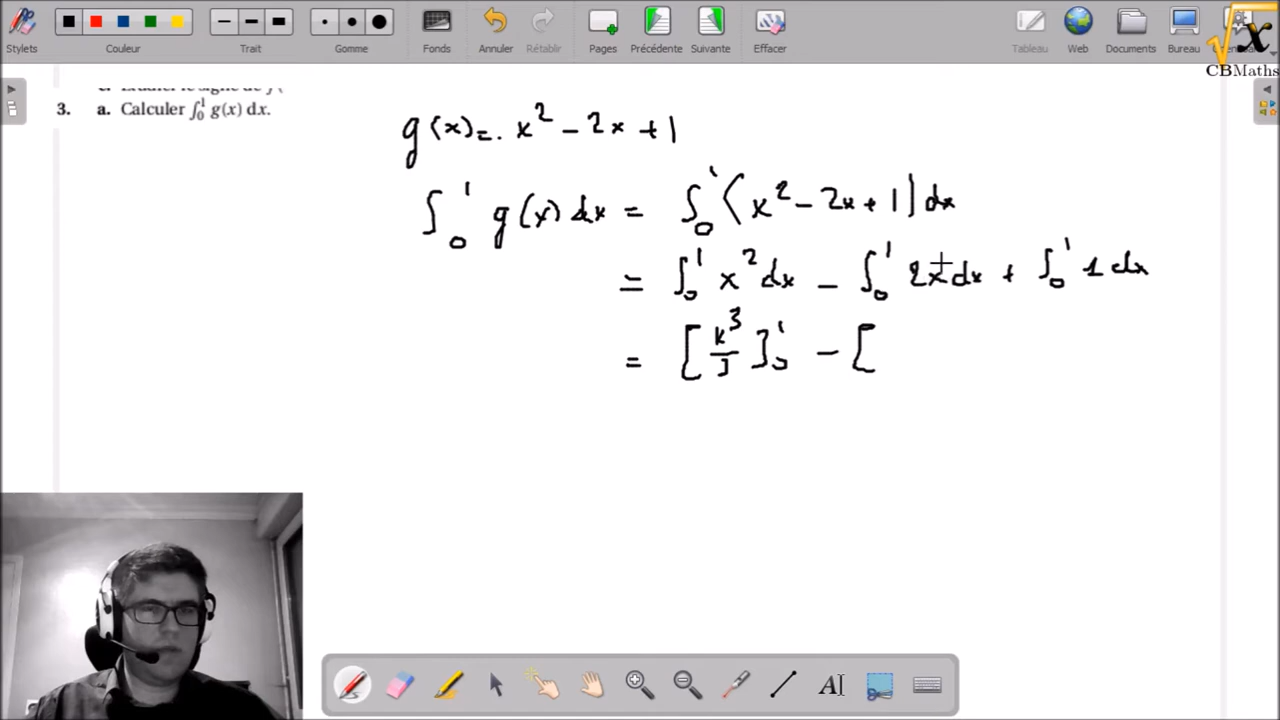 Stylets Couleur Trait Gomme Fonds Annuler Rétablir Pages Précédente Suivante Effacer Tableau Web Documents Bureau
CBMaths
3. a. Calculer ∫₀¹ g(x) dx.
g(x) = x² - 2x + 1
∫₀¹ g(x) dx = ∫₀¹ (x² - 2x + 1) dx
= ∫₀¹ x² dx - ∫₀¹ 2x dx + ∫₀¹ 1 dx
= [x³/3]₀¹ - [